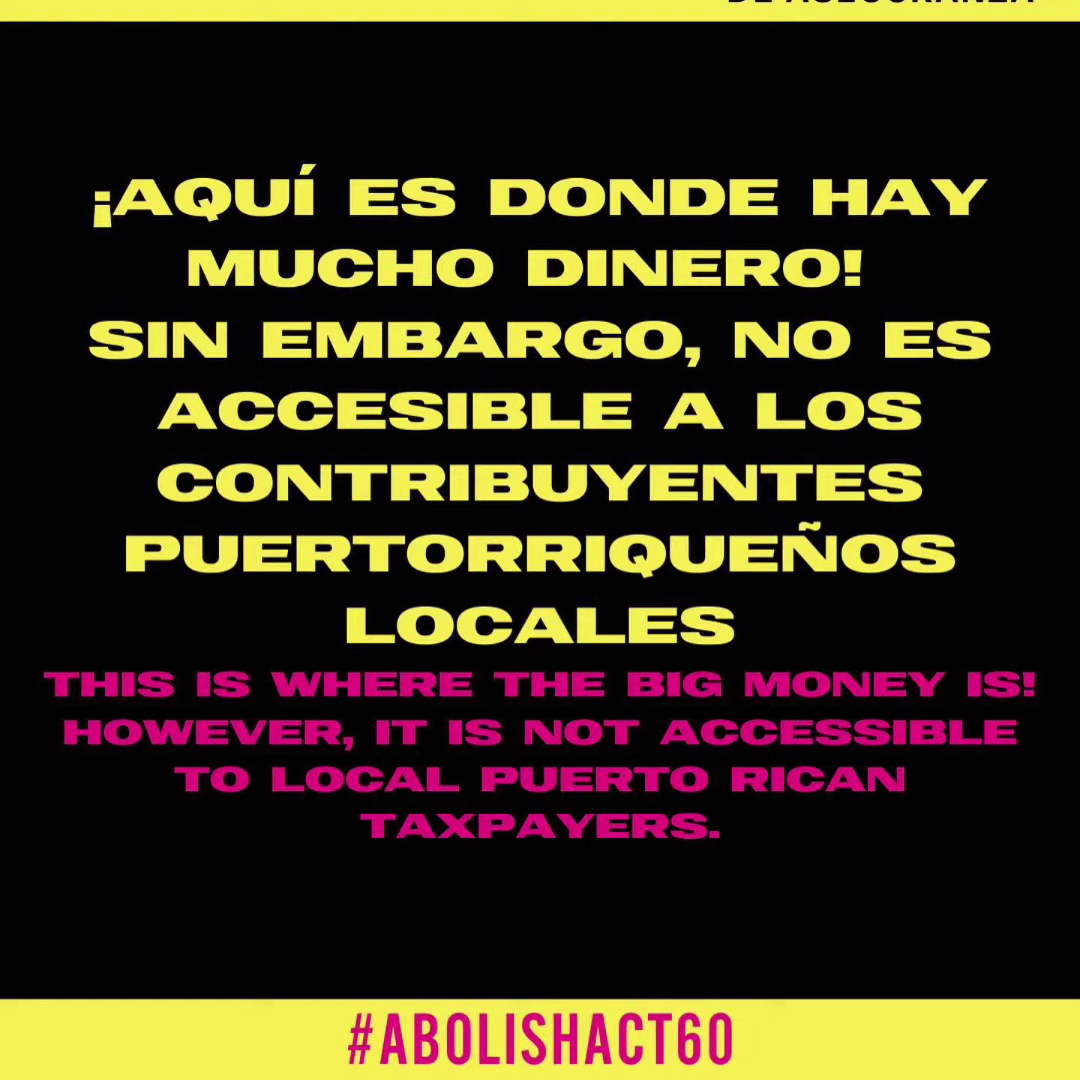 ¡AQUÍ ES DONDE HAY
MUCHO DINERO!
SIN EMBARGO, NO ES
ACCESIBLE A LOS
CONTRIBUYENTES
PUERTORRIQUEÑOS
LOCALES
THIS IS WHERE THE BIG MONEY IS!
HOWEVER, IT IS NOT ACCESSIBLE
TO LOCAL PUERTO RICAN
TAXPAYERS.
#ABOLISHACT60